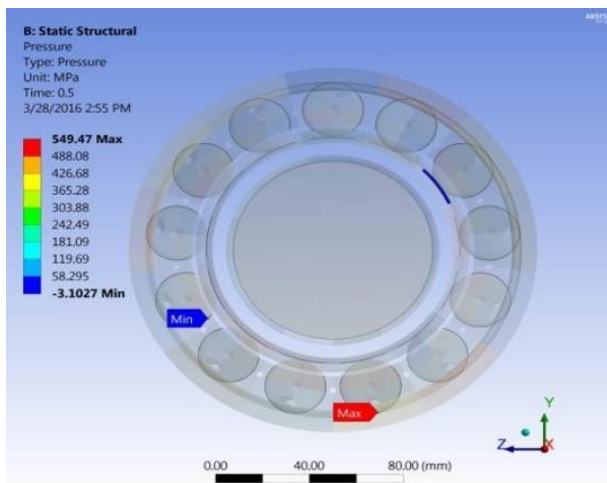 B: Static Structural
Pressure
Type: Pressure
Unit: MPa
Time: 0.5
3/28/2016 2:55 PM
549.47 Max
488.08
426.68
365.28
303.88
242.49
181.09
119.69
58.295
-3.1027 Min
ANSYS
Min
Max
Y
Z
X
0.00
40.00
80.00 (mm)